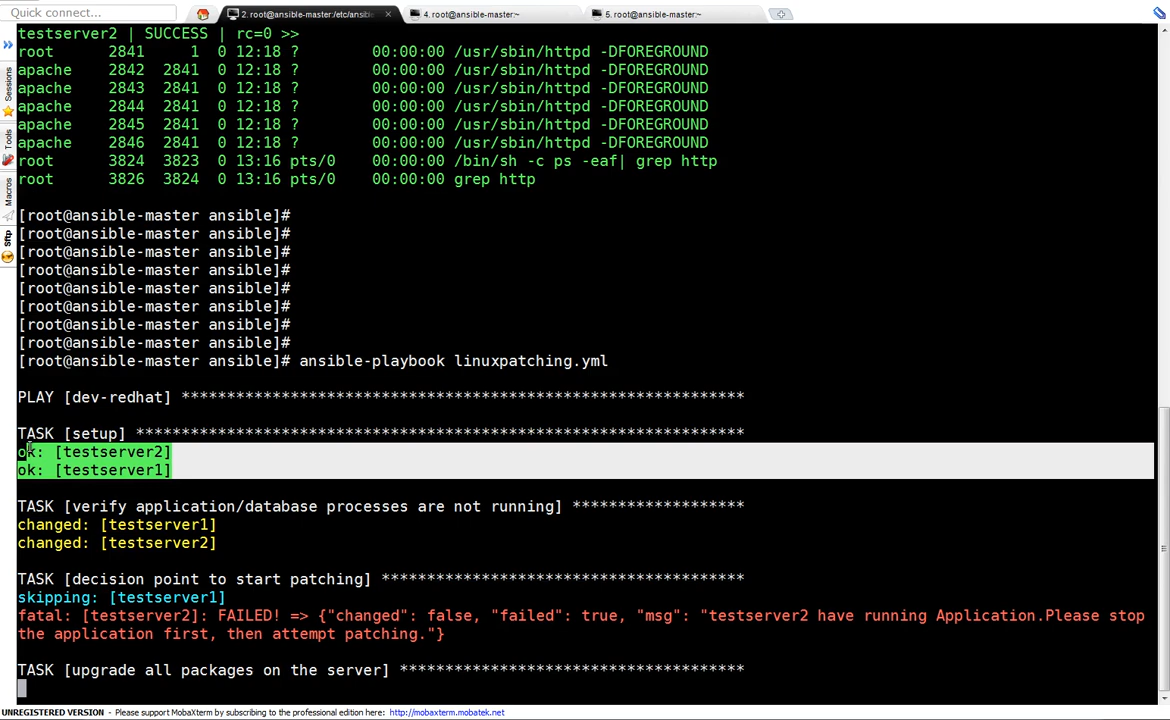 Quick connect...
2. root@ansible-master:/etc/ansibl
4. root@ansible-master:~
5. root@ansible-master:~
Sessions
Tools
Macros
Sftp
testserver2 | SUCCESS | rc=0 >>
root      2841     1  0 12:18 ?        00:00:00 /usr/sbin/httpd -DFOREGROUND
apache    2842  2841  0 12:18 ?        00:00:00 /usr/sbin/httpd -DFOREGROUND
apache    2843  2841  0 12:18 ?        00:00:00 /usr/sbin/httpd -DFOREGROUND
apache    2844  2841  0 12:18 ?        00:00:00 /usr/sbin/httpd -DFOREGROUND
apache    2845  2841  0 12:18 ?        00:00:00 /usr/sbin/httpd -DFOREGROUND
apache    2846  2841  0 12:18 ?        00:00:00 /usr/sbin/httpd -DFOREGROUND
root      3824  3823  0 13:16 pts/0    00:00:00 /bin/sh -c ps -eaf| grep http
root      3826  3824  0 13:16 pts/0    00:00:00 grep http
[root@ansible-master ansible]#
[root@ansible-master ansible]#
[root@ansible-master ansible]#
[root@ansible-master ansible]#
[root@ansible-master ansible]#
[root@ansible-master ansible]#
[root@ansible-master ansible]#
[root@ansible-master ansible]#
[root@ansible-master ansible]# ansible-playbook linuxpatching.yml
PLAY [dev-redhat] **************************************************************
TASK [setup] *******************************************************************
ok: [testserver2]
ok: [testserver1]
TASK [verify application/database processes are not running] *******************
changed: [testserver1]
changed: [testserver2]
TASK [decision point to start patching] ****************************************
skipping: [testserver1]
fatal: [testserver2]: FAILED! => {"changed": false, "failed": true, "msg": "testserver2 have running Application.Please stop
the application first, then attempt patching."}
TASK [upgrade all packages on the server] **************************************
UNREGISTERED VERSION - Please support MobaXterm by subscribing to the professional edition here: http://mobaxterm.mobatek.net